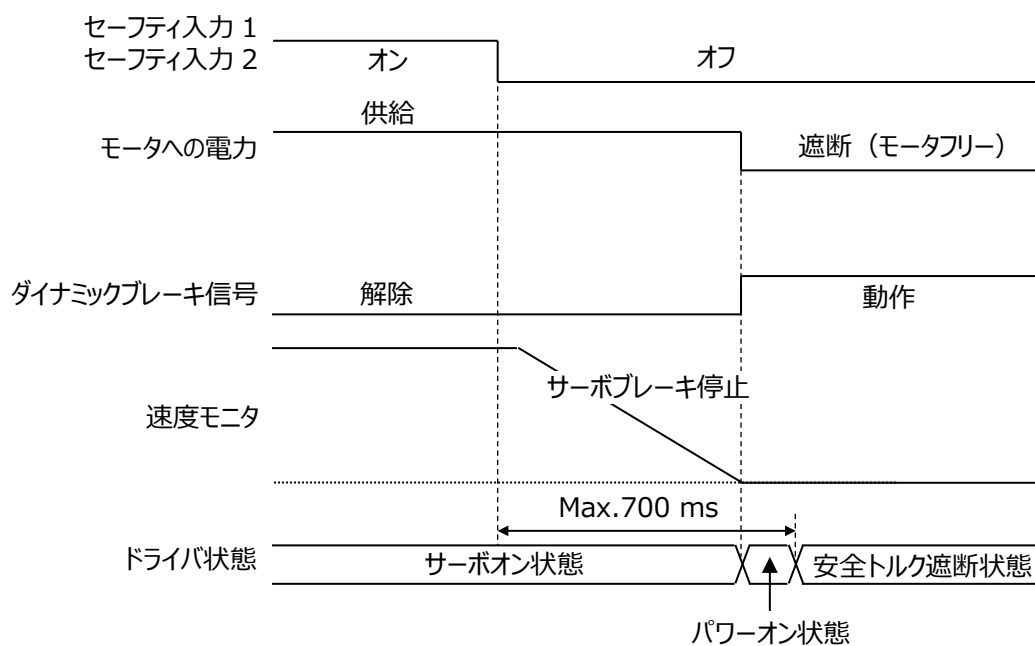 セーフティ入力 1
セーフティ入力 2
オン
オフ
モータへの電力
供給
遮断（モータフリー）
ダイナミックブレーキ信号
解除
動作
速度モニタ
サーボブレーキ停止
Max.700 ms
ドライバ状態
サーボオン状態
安全トルク遮断状態
パワーオン状態